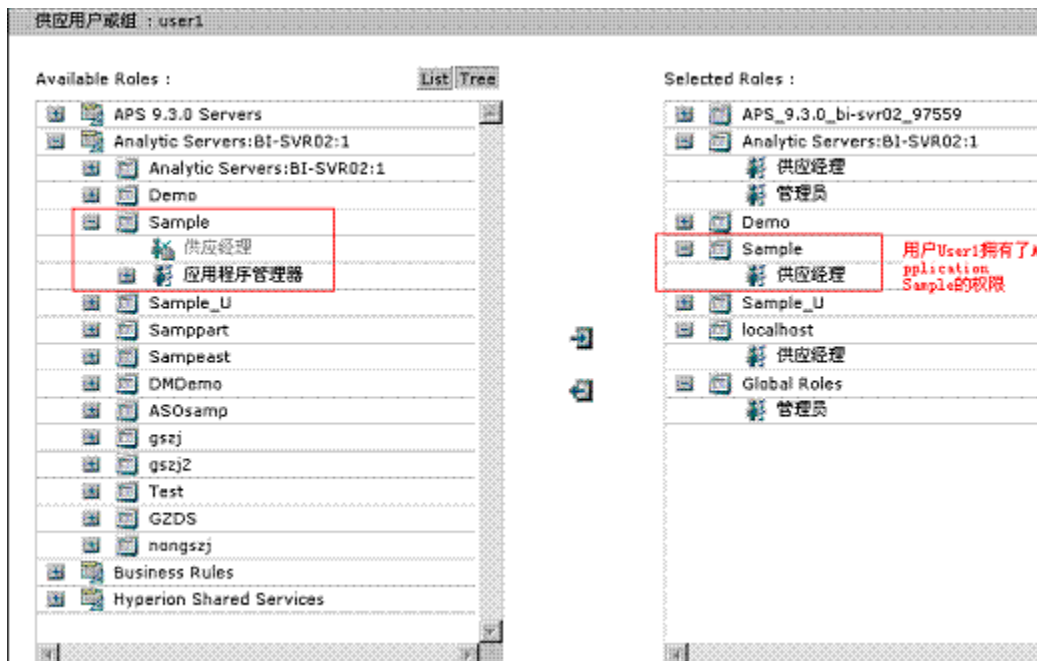 供应用户或组 : user1
Available Roles :
List Tree
APS 9.3.0 Servers
Analytic Servers:BI-SVR02:1
Analytic Servers:BI-SVR02:1
Demo
Sample
供应经理
应用程序管理器
Sample_U
Samppart
Sampeast
DMDemo
ASOsamp
gszj
gszj2
Test
GZDS
nongszj
Business Rules
Hyperion Shared Services
Selected Roles :
APS_9.3.0_bi-svr02_97559
Analytic Servers:BI-SVR02:1
供应经理
管理员
Demo
Sample
供应经理
Sample_U
localhost
供应经理
Global Roles
管理员
用户User1拥有了A
pplication
Sample的权限